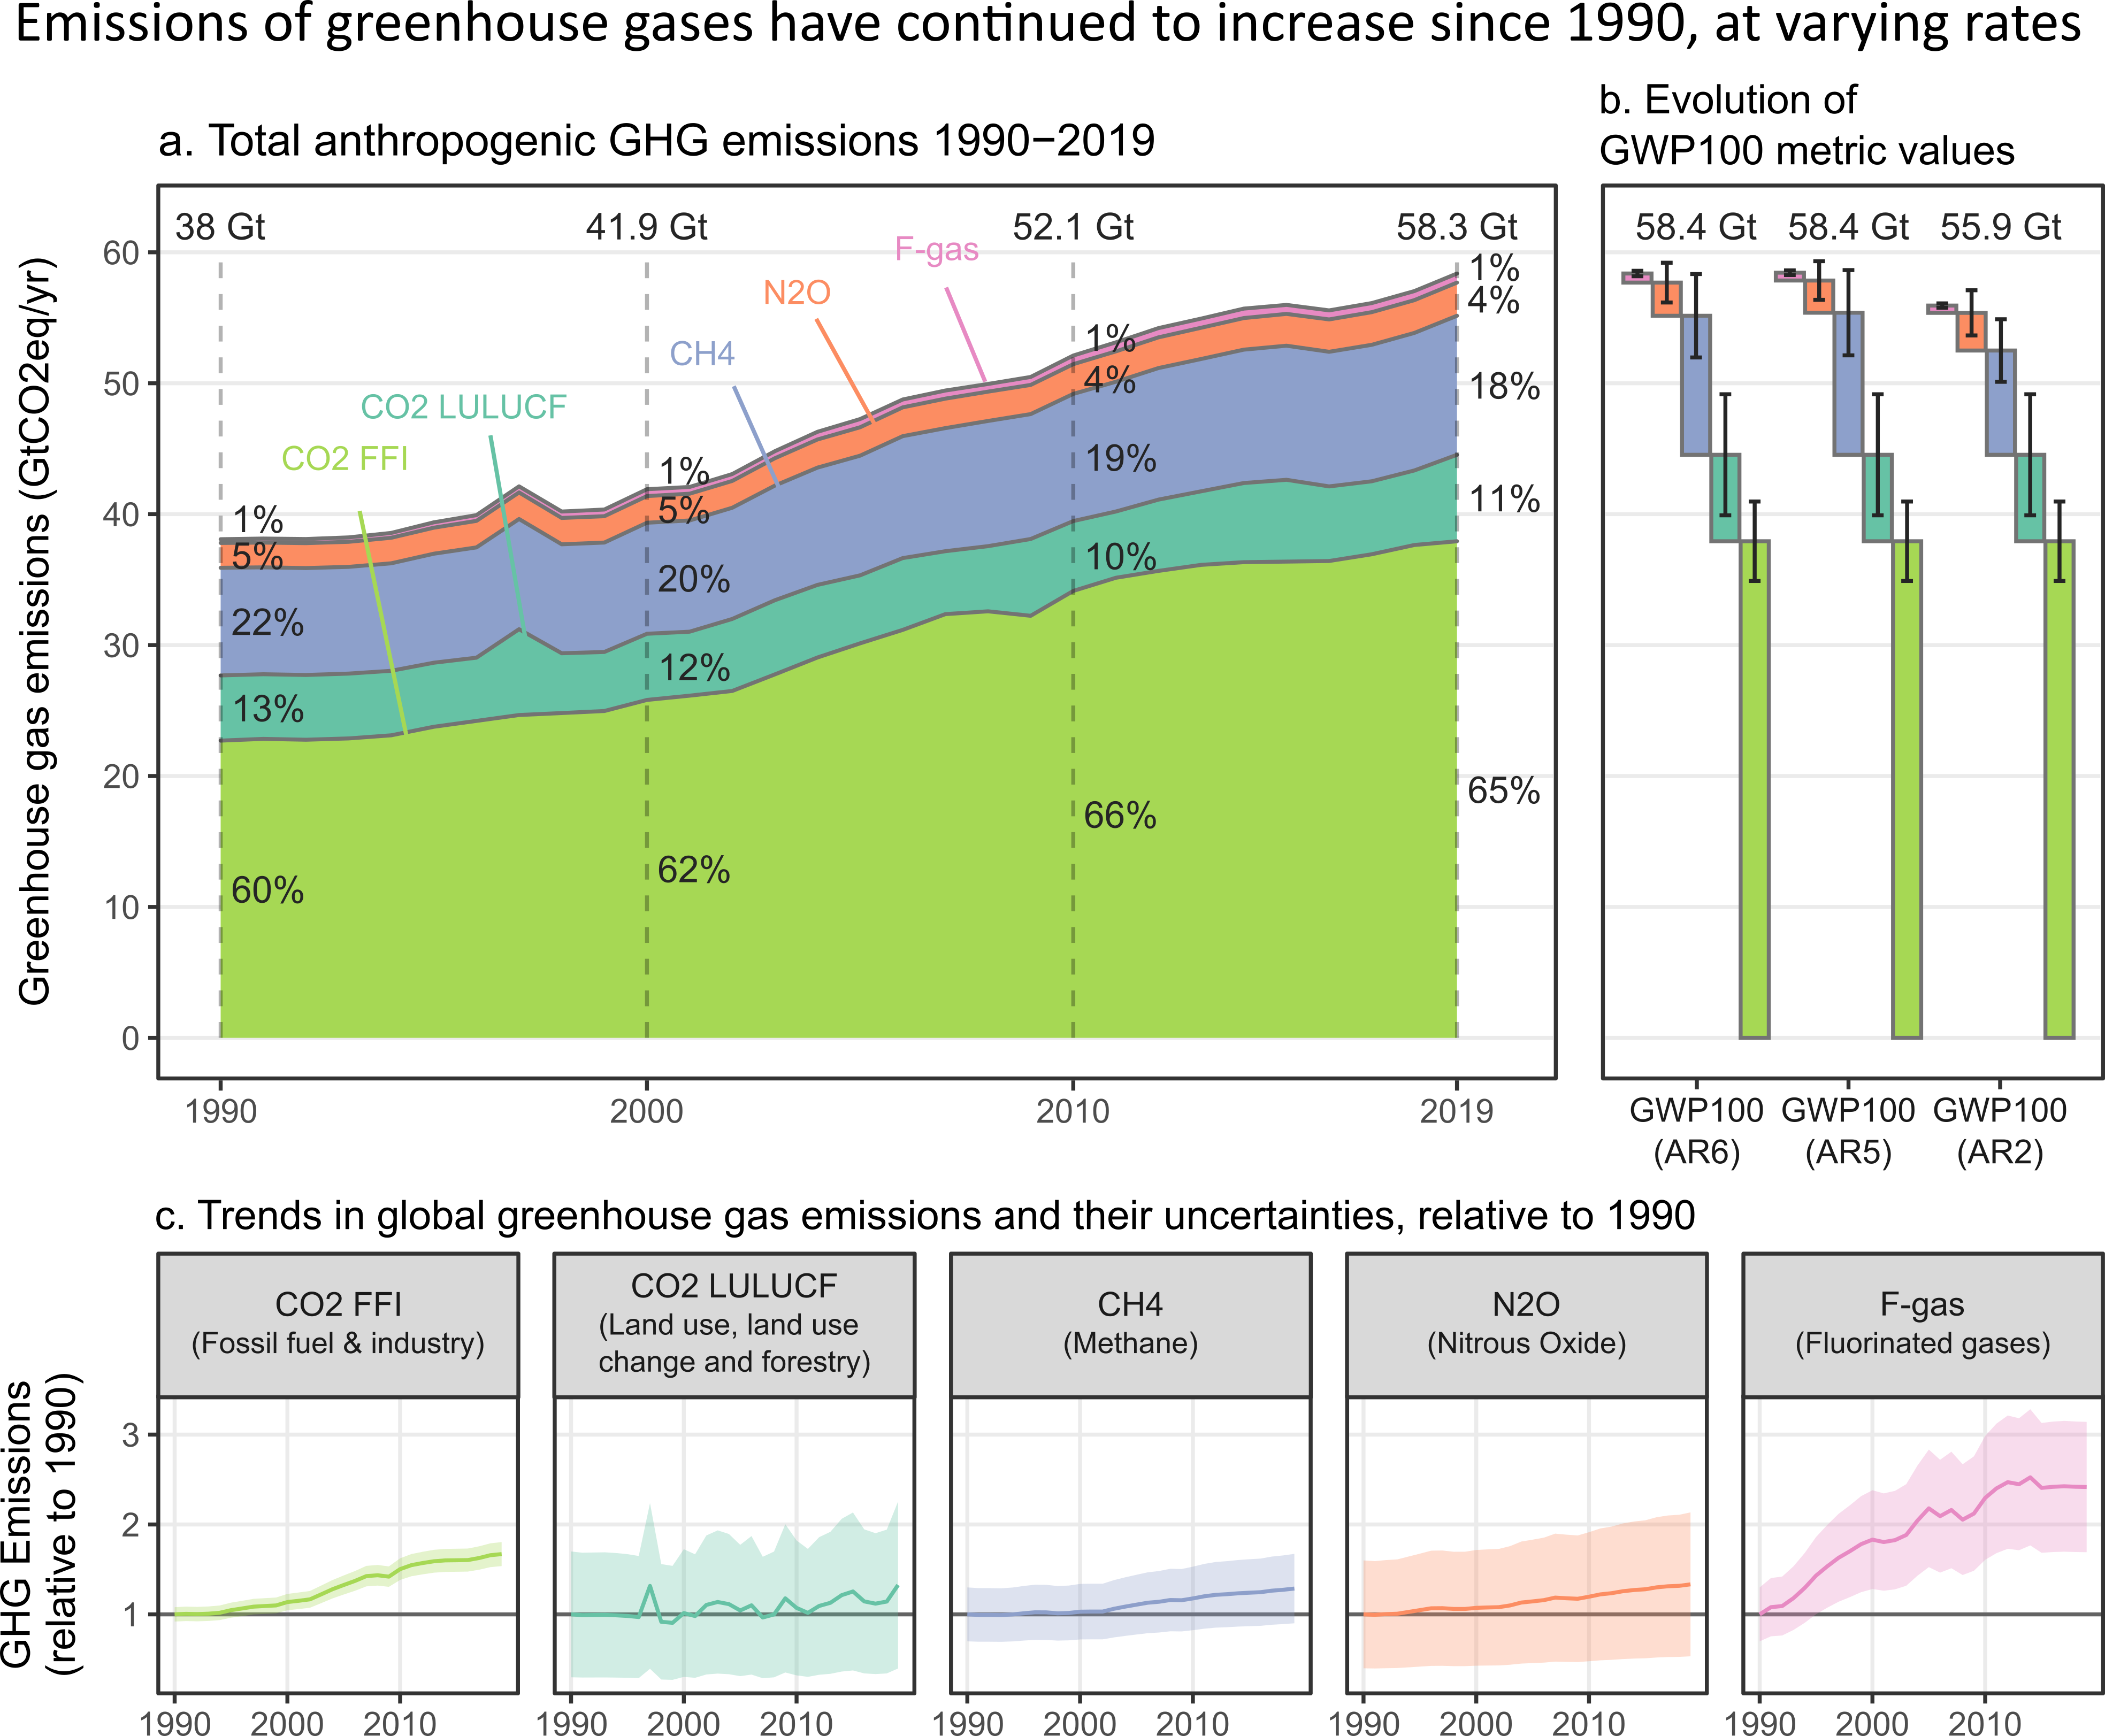 Emissions of greenhouse gases have continued to increase since 1990, at varying rates
a. Total anthropogenic GHG emissions 1990−2019
Greenhouse gas emissions (GtCO2eq/yr)
60
50
40
30
20
10
0
38 Gt
41.9 Gt
52.1 Gt
58.3 Gt
F-gas
N2O
CH4
CO2 LULUCF
CO2 FFI
1%
5%
22%
13%
60%
1%
5%
20%
12%
62%
1%
4%
19%
10%
66%
1%
4%
18%
11%
65%
1990
2000
2010
2019
b. Evolution of
GWP100 metric values
58.4 Gt
58.4 Gt
55.9 Gt
GWP100
(AR6)
GWP100
(AR5)
GWP100
(AR2)
c. Trends in global greenhouse gas emissions and their uncertainties, relative to 1990
GHG Emissions
(relative to 1990)
3
2
1
CO2 FFI
(Fossil fuel & industry)
1990
2000
2010
CO2 LULUCF
(Land use, land use
change and forestry)
1990
2000
2010
CH4
(Methane)
1990
2000
2010
N2O
(Nitrous Oxide)
1990
2000
2010
F-gas
(Fluorinated gases)
1990
2000
2010